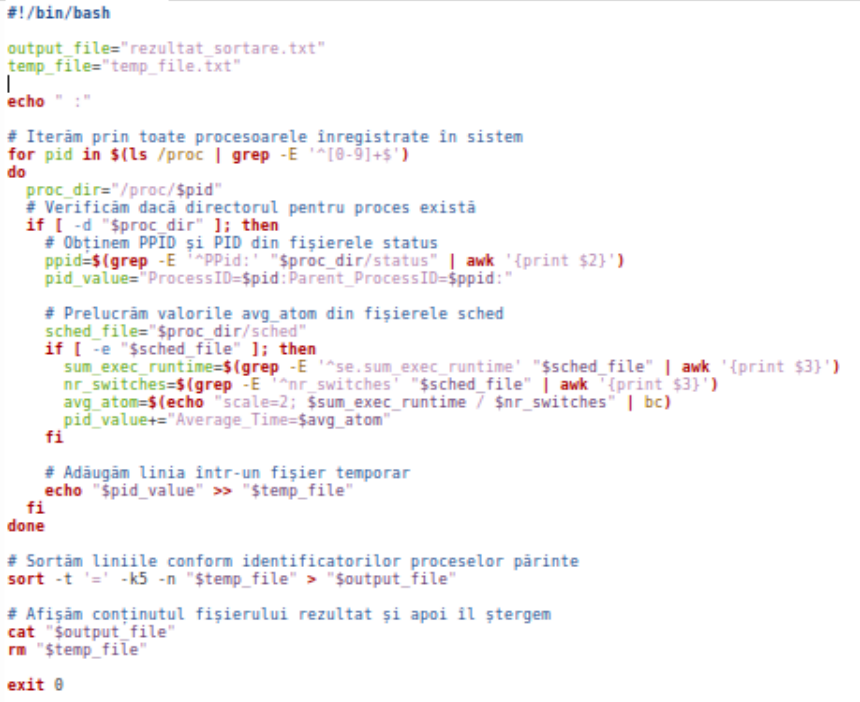 #!/bin/bash
output_file="rezultat_sortare.txt"
temp_file="temp_file.txt"
echo " :"
# Iterăm prin toate procesoarele înregistrate în sistem
for pid in $(ls /proc | grep -E '^[0-9]+$')
do
  proc_dir="/proc/$pid"
  # Verificăm dacă directorul pentru proces există
  if [ -d "$proc_dir" ]; then
    # Obținem PPID și PID din fișierele status
    ppid=$(grep -E '^PPid:' "$proc_dir/status" | awk '{print $2}')
    pid_value="ProcessID=$pid:Parent_ProcessID=$ppid:"
    # Prelucrăm valorile avg_atom din fișierele sched
    sched_file="$proc_dir/sched"
    if [ -e "$sched_file" ]; then
      sum_exec_runtime=$(grep -E '^se.sum_exec_runtime' "$sched_file" | awk '{print $3}')
      nr_switches=$(grep -E '^nr_switches' "$sched_file" | awk '{print $3}')
      avg_atom=$(echo "scale=2; $sum_exec_runtime / $nr_switches" | bc)
      pid_value+="Average_Time=$avg_atom"
    fi
    # Adăugăm linia într-un fișier temporar
    echo "$pid_value" >> "$temp_file"
  fi
done
# Sortăm liniile conform identificatorilor proceselor părinte
sort -t '=' -k5 -n "$temp_file" > "$output_file"
# Afișăm conținutul fișierului rezultat și apoi îl ștergem
cat "$output_file"
rm "$temp_file"
exit 0